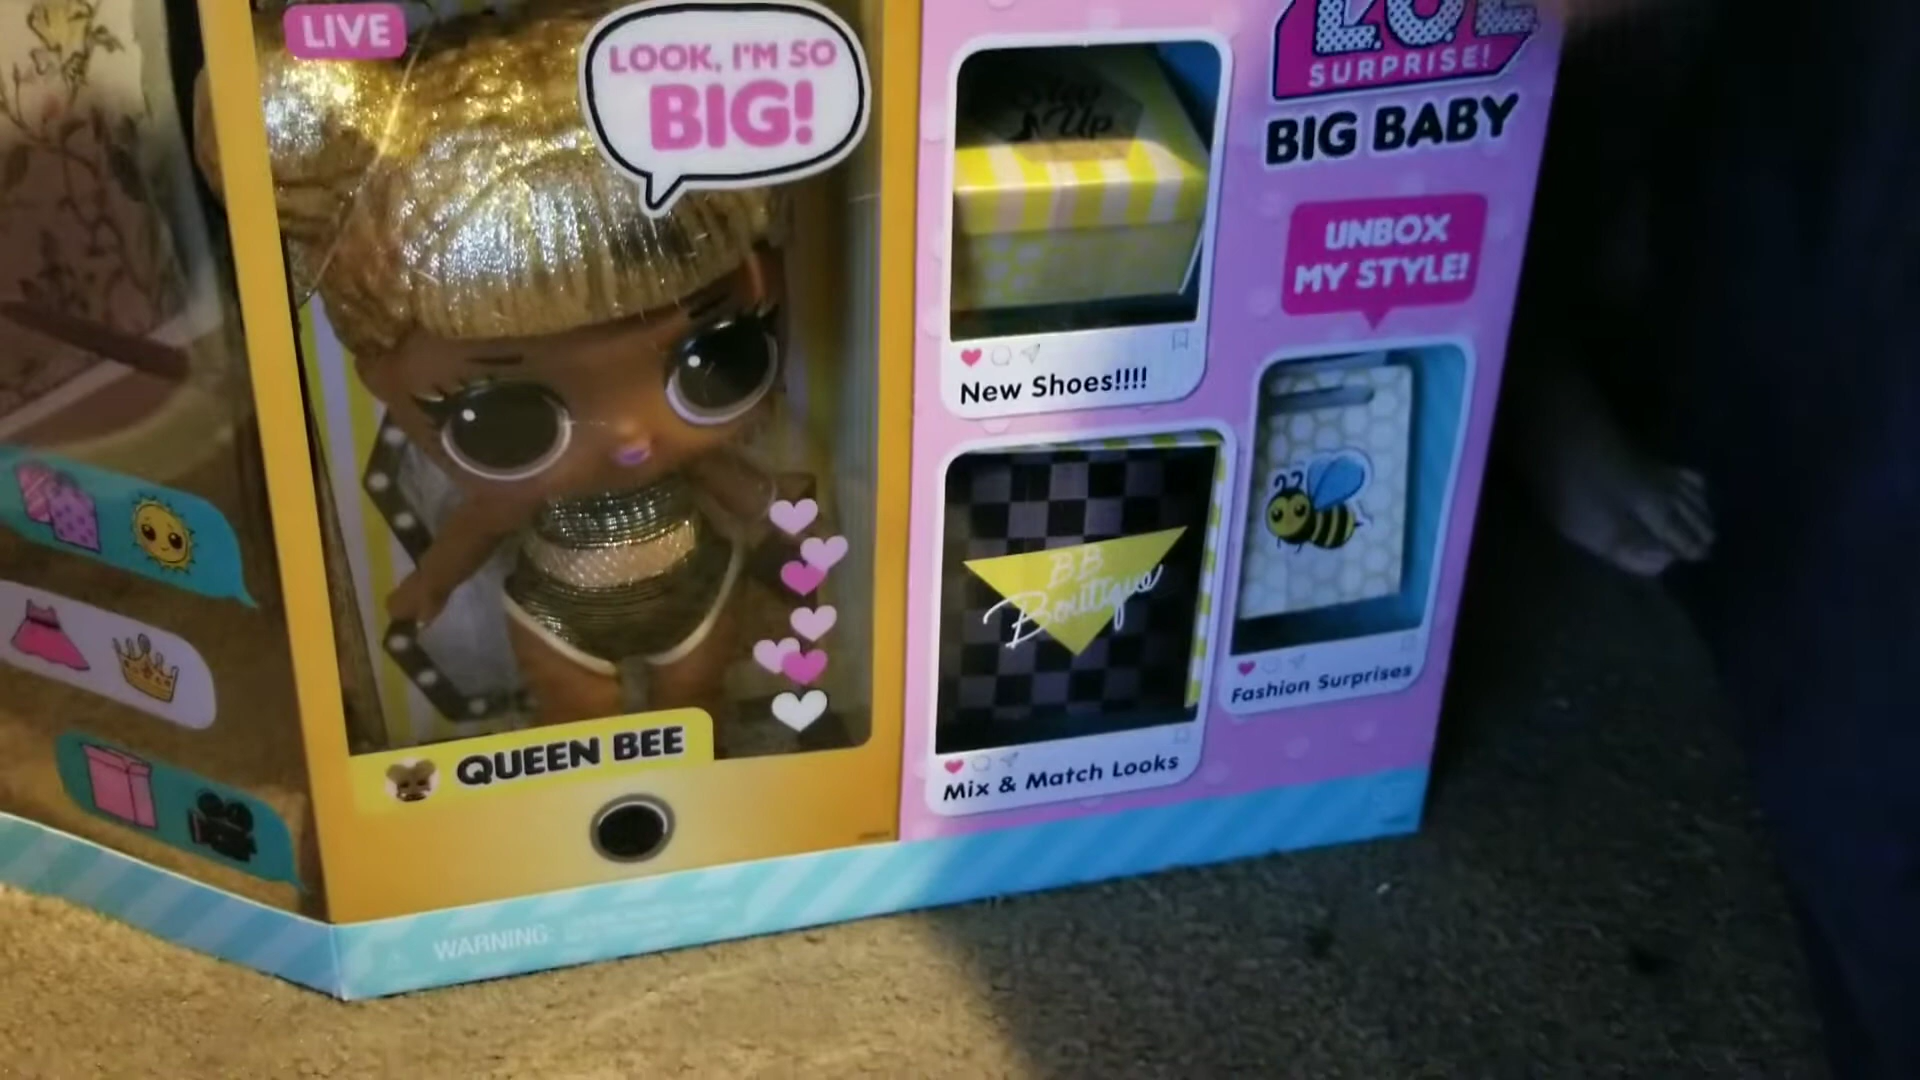 LIVE
LOOK, I'M SO
BIG!
QUEEN BEE
WARNING:
Up
New Shoes!!!!
BB
Boutique
Mix & Match Looks
L.O.L.
SURPRISE!
BIG BABY
UNBOX
MY STYLE!
Fashion Surprises